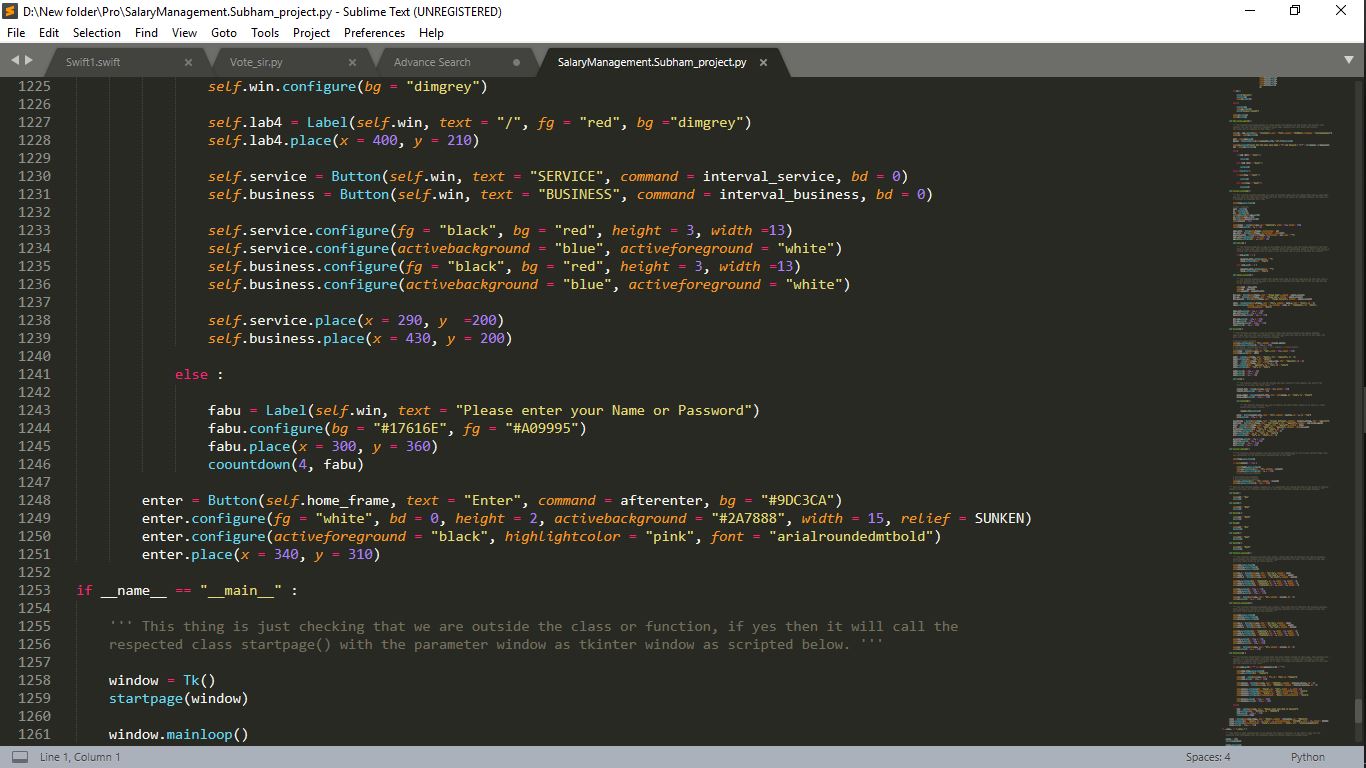 D:\New folder\Pro\SalaryManagement.Subham_project.py - Sublime Text (UNREGISTERED)
File Edit Selection Find View Goto Tools Project Preferences Help
Swift1.swift Vote_sir.py Advance Search SalaryManagement.Subham_project.py
1225 self.win.configure(bg = "dimgrey")
1226
1227 self.lab4 = Label(self.win, text = "/", fg = "red", bg ="dimgrey")
1228 self.lab4.place(x = 400, y = 210)
1229
1230 self.service = Button(self.win, text = "SERVICE", command = interval_service, bd = 0)
1231 self.business = Button(self.win, text = "BUSINESS", command = interval_business, bd = 0)
1232
1233 self.service.configure(fg = "black", bg = "red", height = 3, width =13)
1234 self.service.configure(activebackground = "blue", activeforeground = "white")
1235 self.business.configure(fg = "black", bg = "red", height = 3, width =13)
1236 self.business.configure(activebackground = "blue", activeforeground = "white")
1237
1238 self.service.place(x = 290, y  =200)
1239 self.business.place(x = 430, y = 200)
1240
1241 else :
1242
1243 fabu = Label(self.win, text = "Please enter your Name or Password")
1244 fabu.configure(bg = "#17616E", fg = "#A09995")
1245 fabu.place(x = 300, y = 360)
1246 coountdown(4, fabu)
1247
1248 enter = Button(self.home_frame, text = "Enter", command = afterenter, bg = "#9DC3CA")
1249 enter.configure(fg = "white", bd = 0, height = 2, activebackground = "#2A7888", width = 15, relief = SUNKEN)
1250 enter.configure(activeforeground = "black", highlightcolor = "pink", font = "arialroundedmtbold")
1251 enter.place(x = 340, y = 310)
1252
1253 if __name__ == "__main__" :
1254
1255 ''' This thing is just checking that we are outside the class or function, if yes then it will call the
1256 respected class startpage() with the parameter window as tkinter window as scripted below. '''
1257
1258 window = Tk()
1259 startpage(window)
1260
1261 window.mainloop()
Line 1, Column 1 Spaces: 4 Python